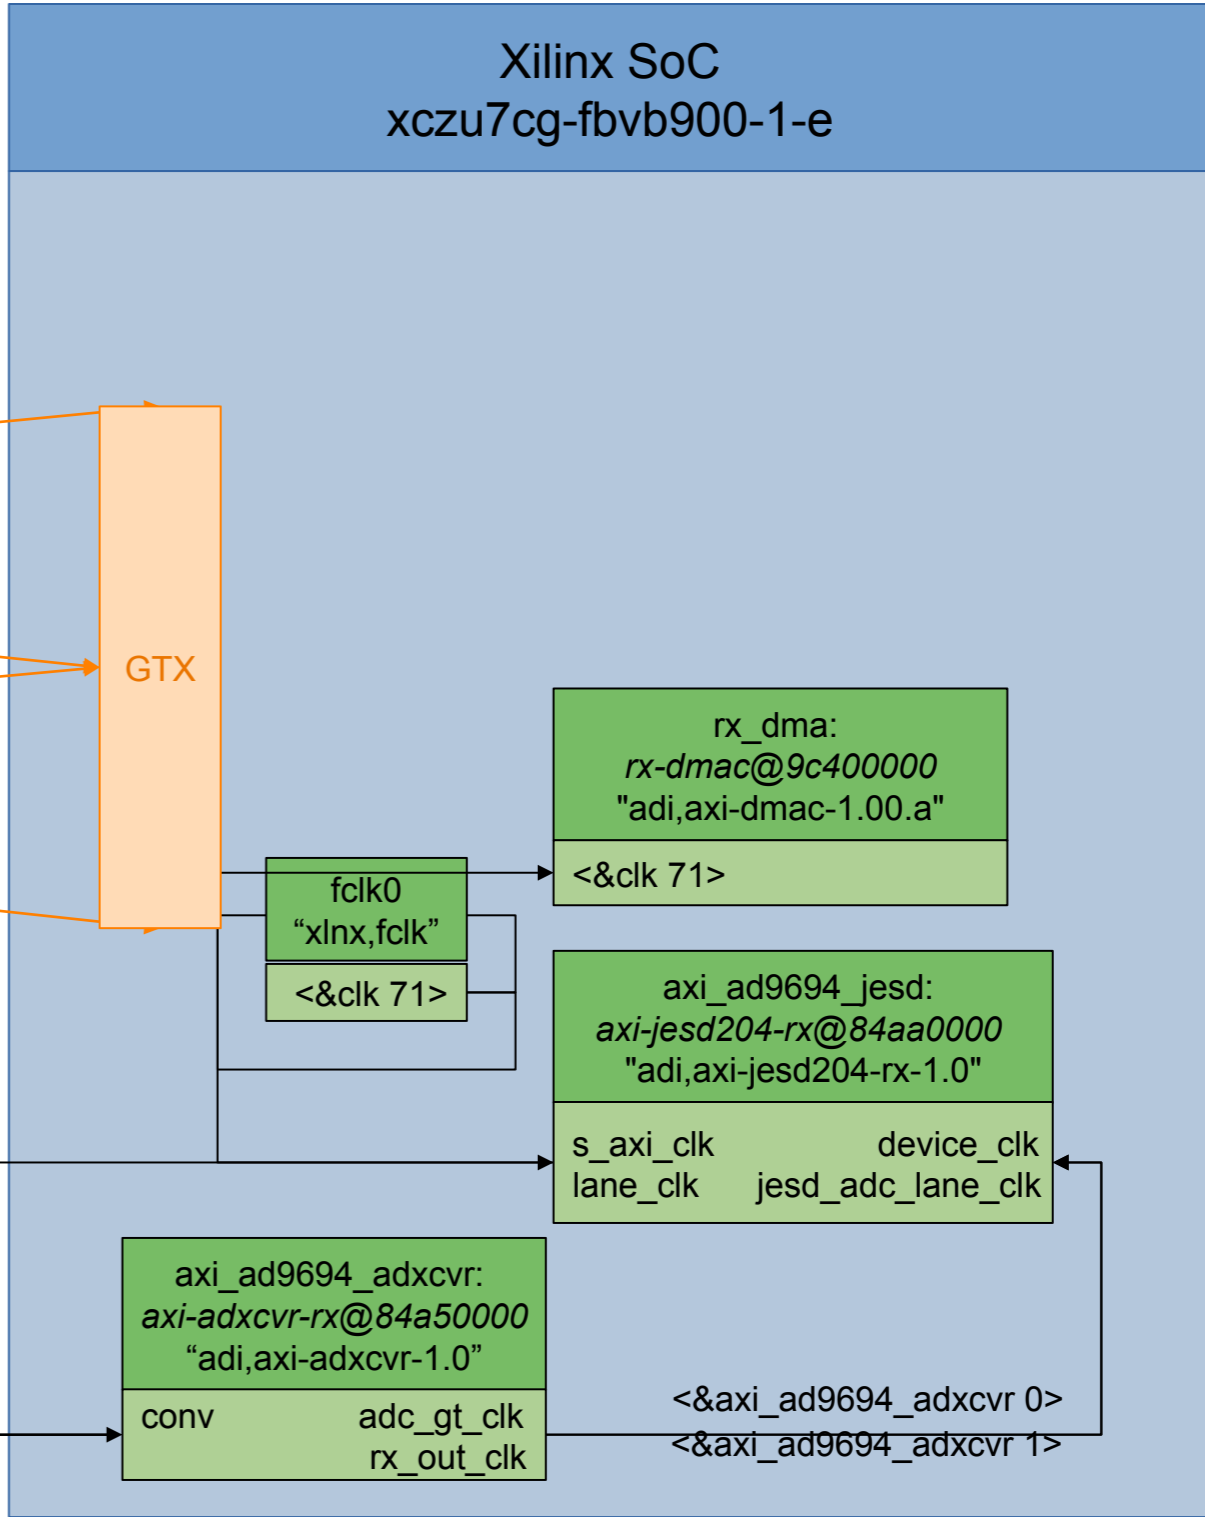 Xilinx SoC
xczu7cg-fbvb900-1-e
GTX
rx_dma:
rx-dmac@9c400000
"adi,axi-dmac-1.00.a"
<&clk 71>
fclk0
“xlnx,fclk”
<&clk 71>
axi_ad9694_jesd:
axi-jesd204-rx@84aa0000
"adi,axi-jesd204-rx-1.0"
s_axi_clk device_clk
lane_clk jesd_adc_lane_clk
axi_ad9694_adxcvr:
axi-adxcvr-rx@84a50000
“adi,axi-adxcvr-1.0”
conv adc_gt_clk
rx_out_clk
<&axi_ad9694_adxcvr 0>
<&axi_ad9694_adxcvr 1>